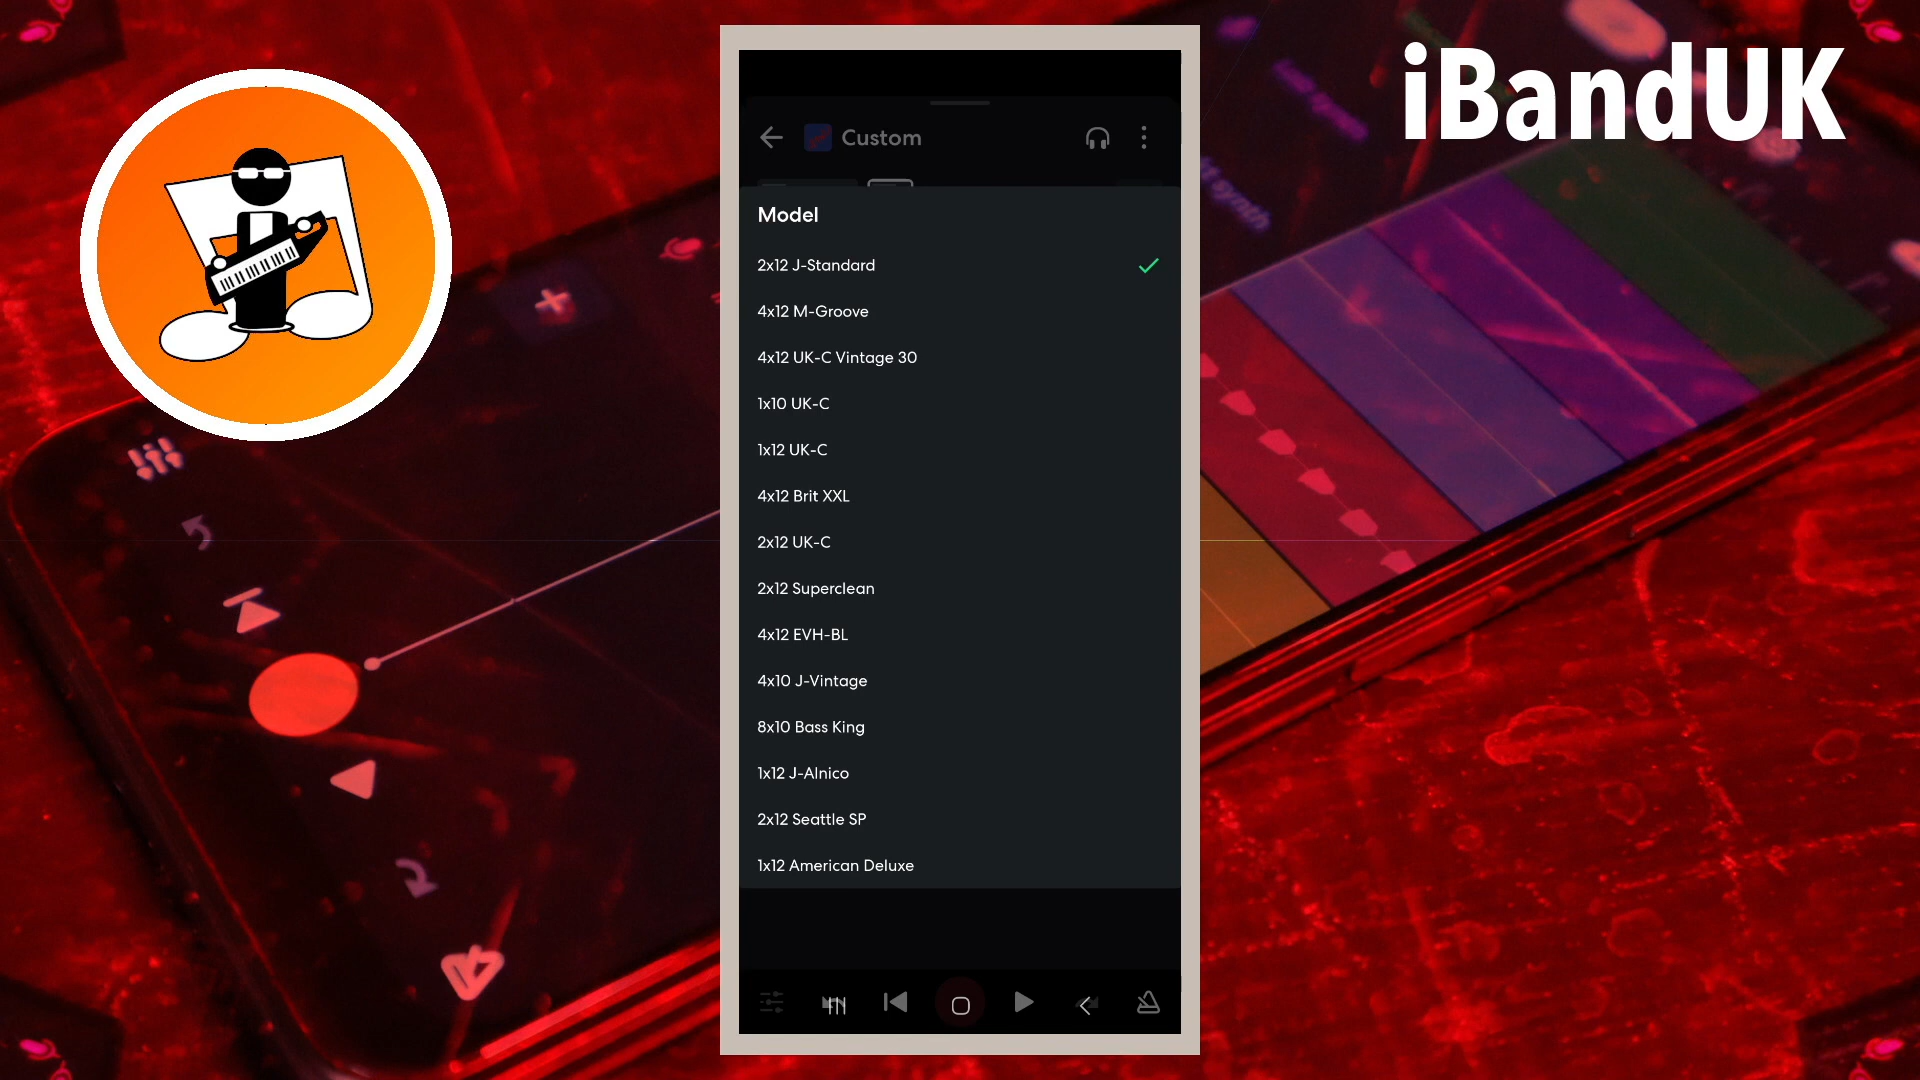 iBandUK
Custom
Model
2x12 J-Standard
4x12 M-Groove
4x12 UK-C Vintage 30
1x10 UK-C
1x12 UK-C
4x12 Brit XXL
2x12 UK-C
2x12 Superclean
4x12 EVH-BL
4x10 J-Vintage
8x10 Bass King
1x12 J-Alnico
2x12 Seattle SP
1x12 American Deluxe